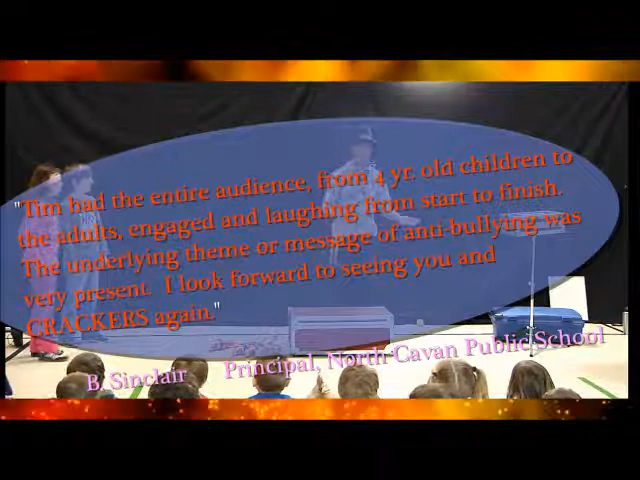 "Tim had the entire audience, from 4 yr. old children to
the adults, engaged and laughing from start to finish.
The underlying theme or message of anti-bullying was
very present. I look forward to seeing you and
CRACKERS again."
B. Sinclair Principal, North Cavan Public School